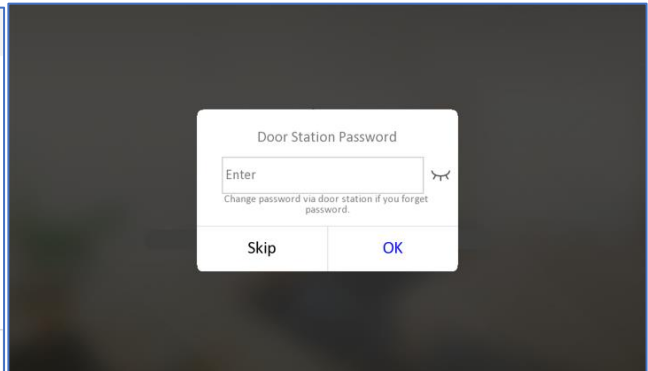 Door Station Password
Enter
Change password via door station if you forget
password.
Skip
OK